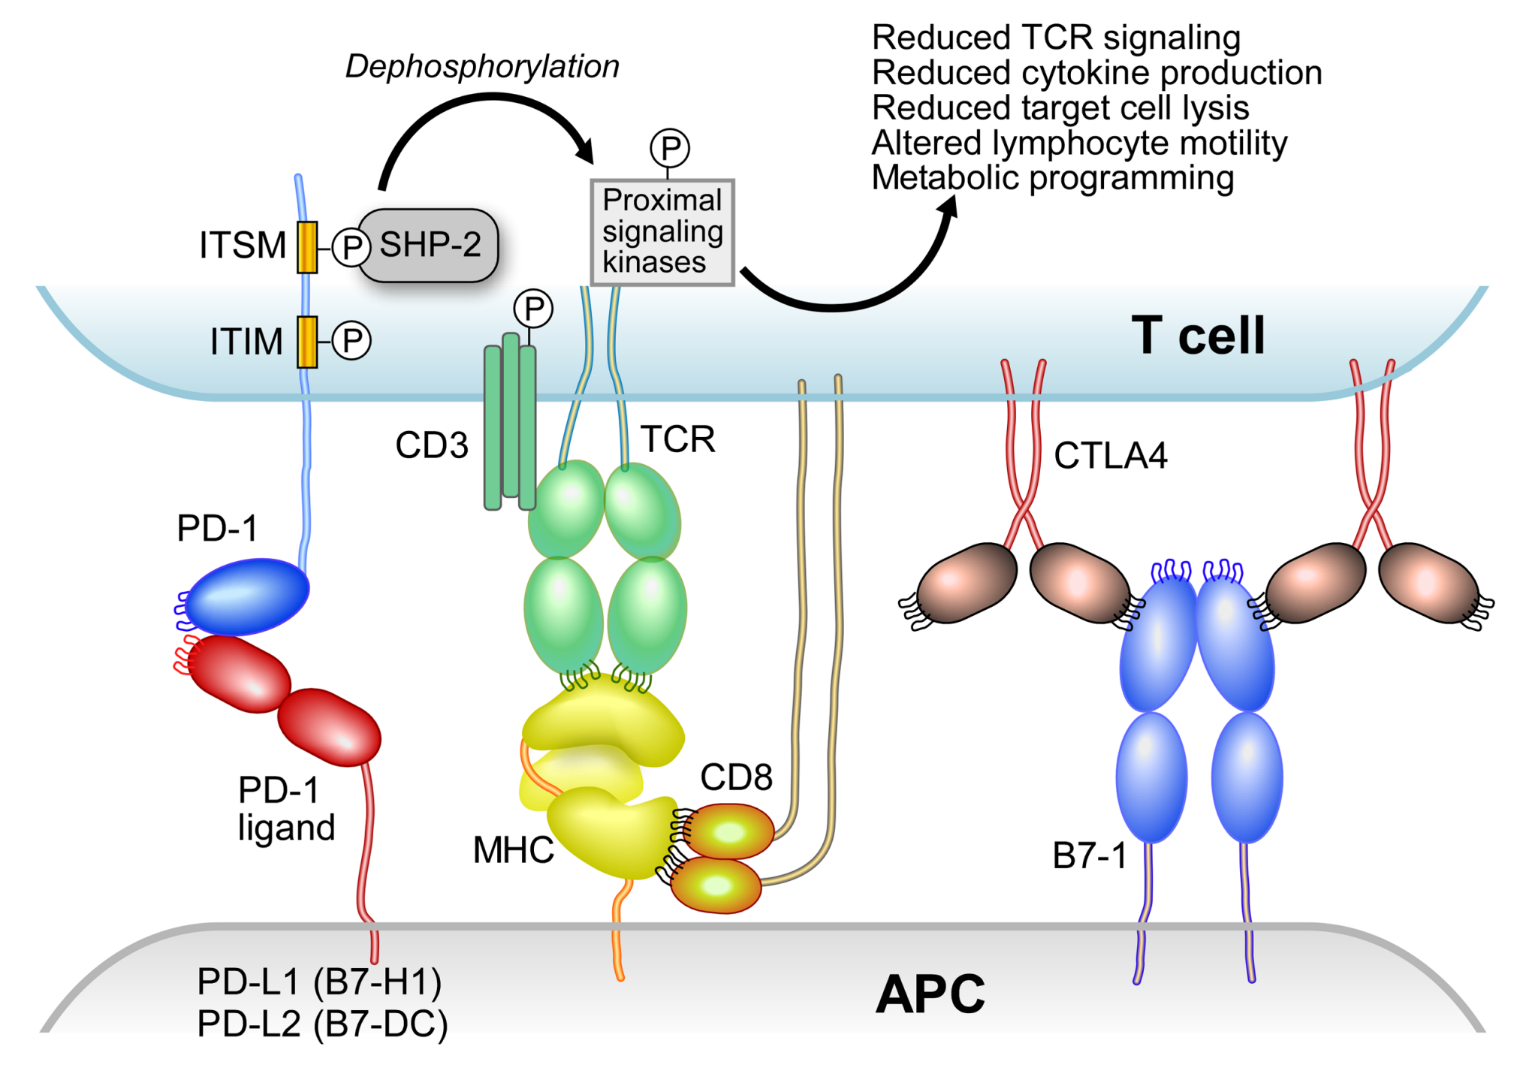 Dephosphorylation
Reduced TCR signaling
Reduced cytokine production
Reduced target cell lysis
Altered lymphocyte motility
Metabolic programming
P
Proximal
signaling
kinases
ITSM
P
SHP-2
ITIM
P
P
T cell
CD3
TCR
CTLA4
PD-1
PD-1
ligand
CD8
MHC
B7-1
PD-L1 (B7-H1)
PD-L2 (B7-DC)
APC